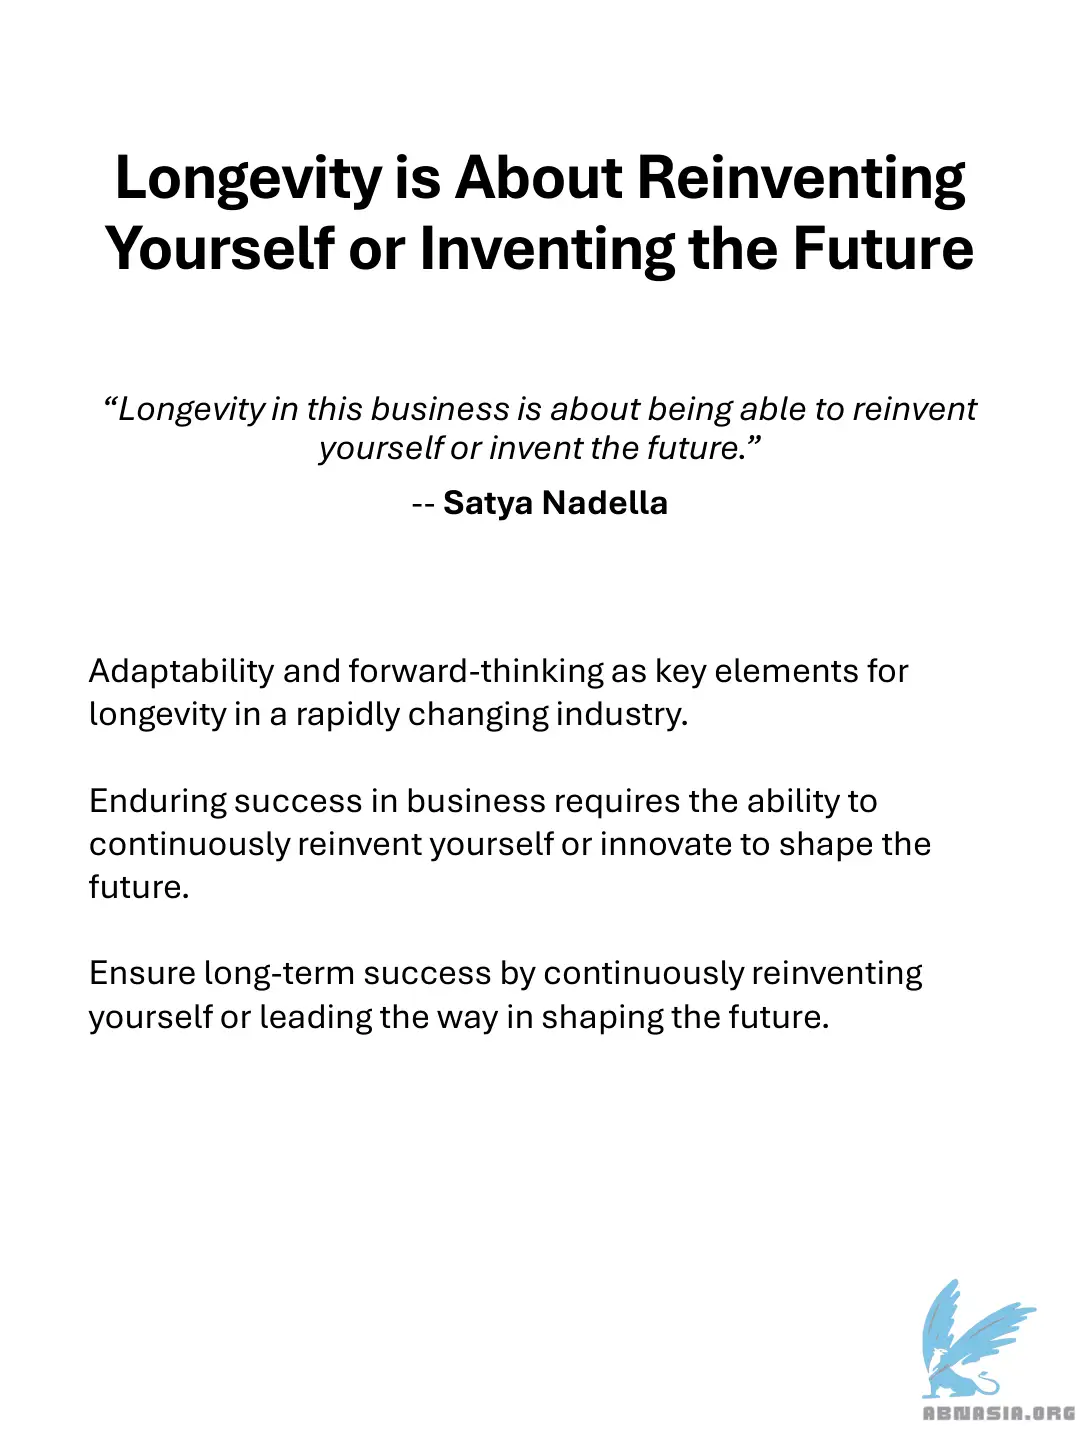 Longevity is About Reinventing
Yourself or Inventing the Future
“Longevity in this business is about being able to reinvent
yourself or invent the future.”
-- Satya Nadella
Adaptability and forward-thinking as key elements for
longevity in a rapidly changing industry.
Enduring success in business requires the ability to
continuously reinvent yourself or innovate to shape the
future.
Ensure long-term success by continuously reinventing
yourself or leading the way in shaping the future.
ABNASIA.ORG